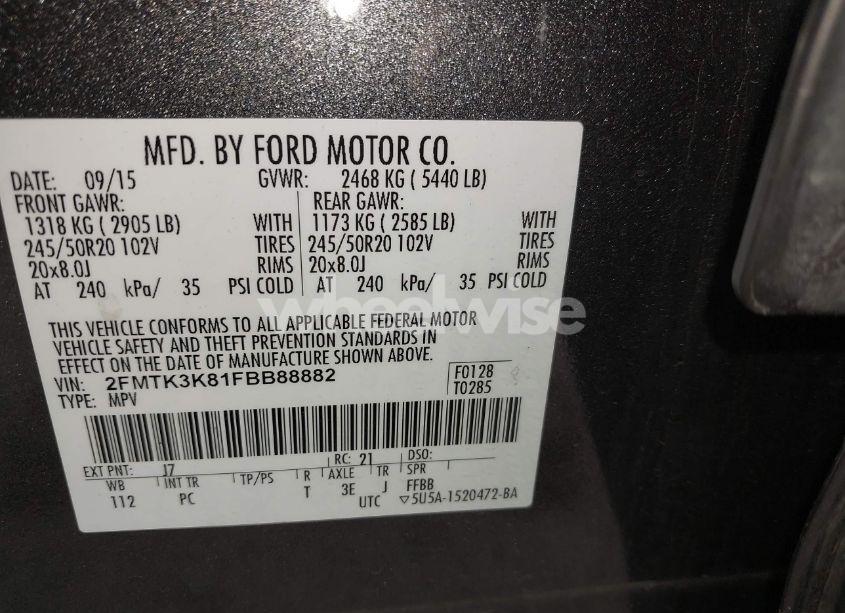 MFD. BY FORD MOTOR CO.
DATE: 09/15 GVWR: 2468 KG ( 5440 LB)
FRONT GAWR: REAR GAWR:
1318 KG ( 2905 LB) WITH 1173 KG ( 2585 LB) WITH
245/50R20 102V TIRES 245/50R20 102V TIRES
20x8.0J RIMS 20x8.0J RIMS
AT 240 kPa/ 35 PSI COLD AT 240 kPa/ 35 PSI COLD
wheelwise
THIS VEHICLE CONFORMS TO ALL APPLICABLE FEDERAL MOTOR
VEHICLE SAFETY AND THEFT PREVENTION STANDARDS IN
EFFECT ON THE DATE OF MANUFACTURE SHOWN ABOVE.
VIN: 2FMTK3K81FBB88882 F0128
TYPE: MPV T0285
EXT PNT: J7 RC: 21 DSO:
WB INT TR TP/PS R AXLE TR SPR
112 PC T 3E J FFBB
UTC ▽5U5A-1520472-BA